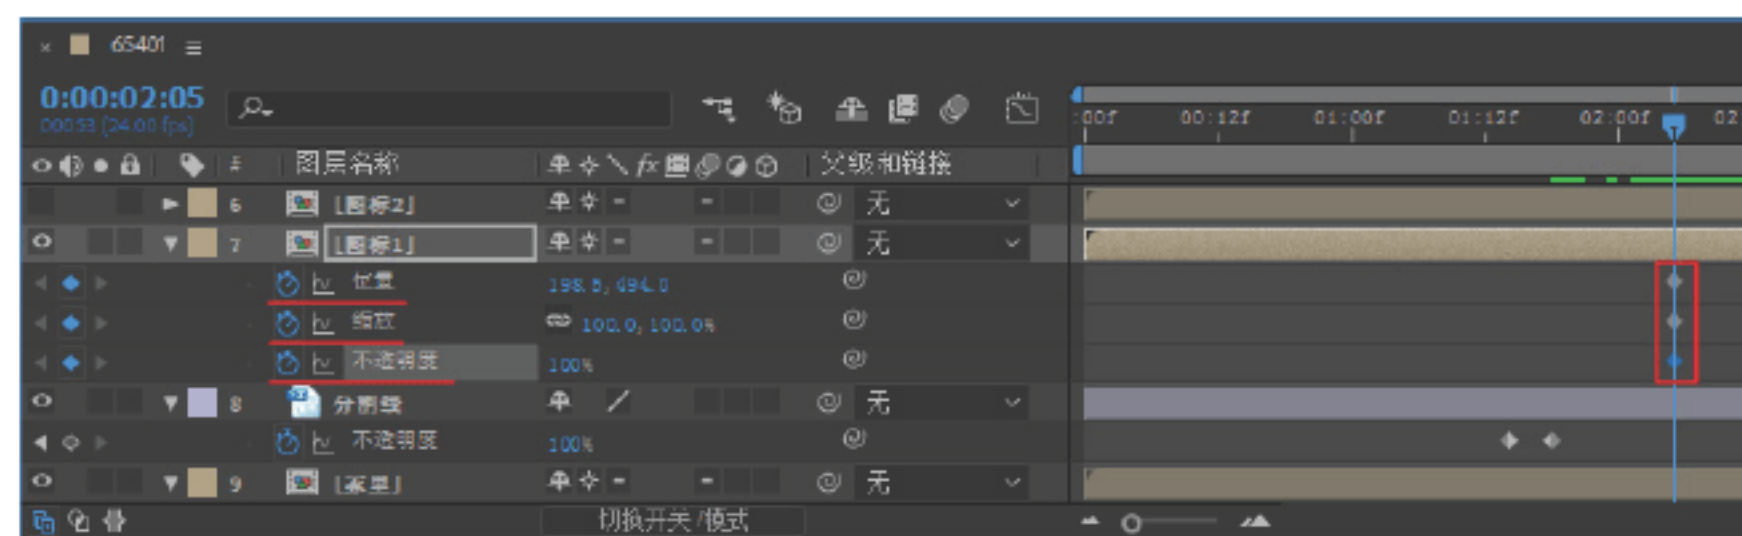 65401
0:00:02:05
00053 (24.00 fps)
:00f 00:12f 01:00f 01:12f 02:00f 02
# 图层名称 fx 父级和链接
6 [图标2] 无
7 [图标1] 无
位置 198.8, 494.0
缩放 100.0, 100.0%
不透明度 100%
8 分割线 无
不透明度 100%
9 无
切换开关/模式